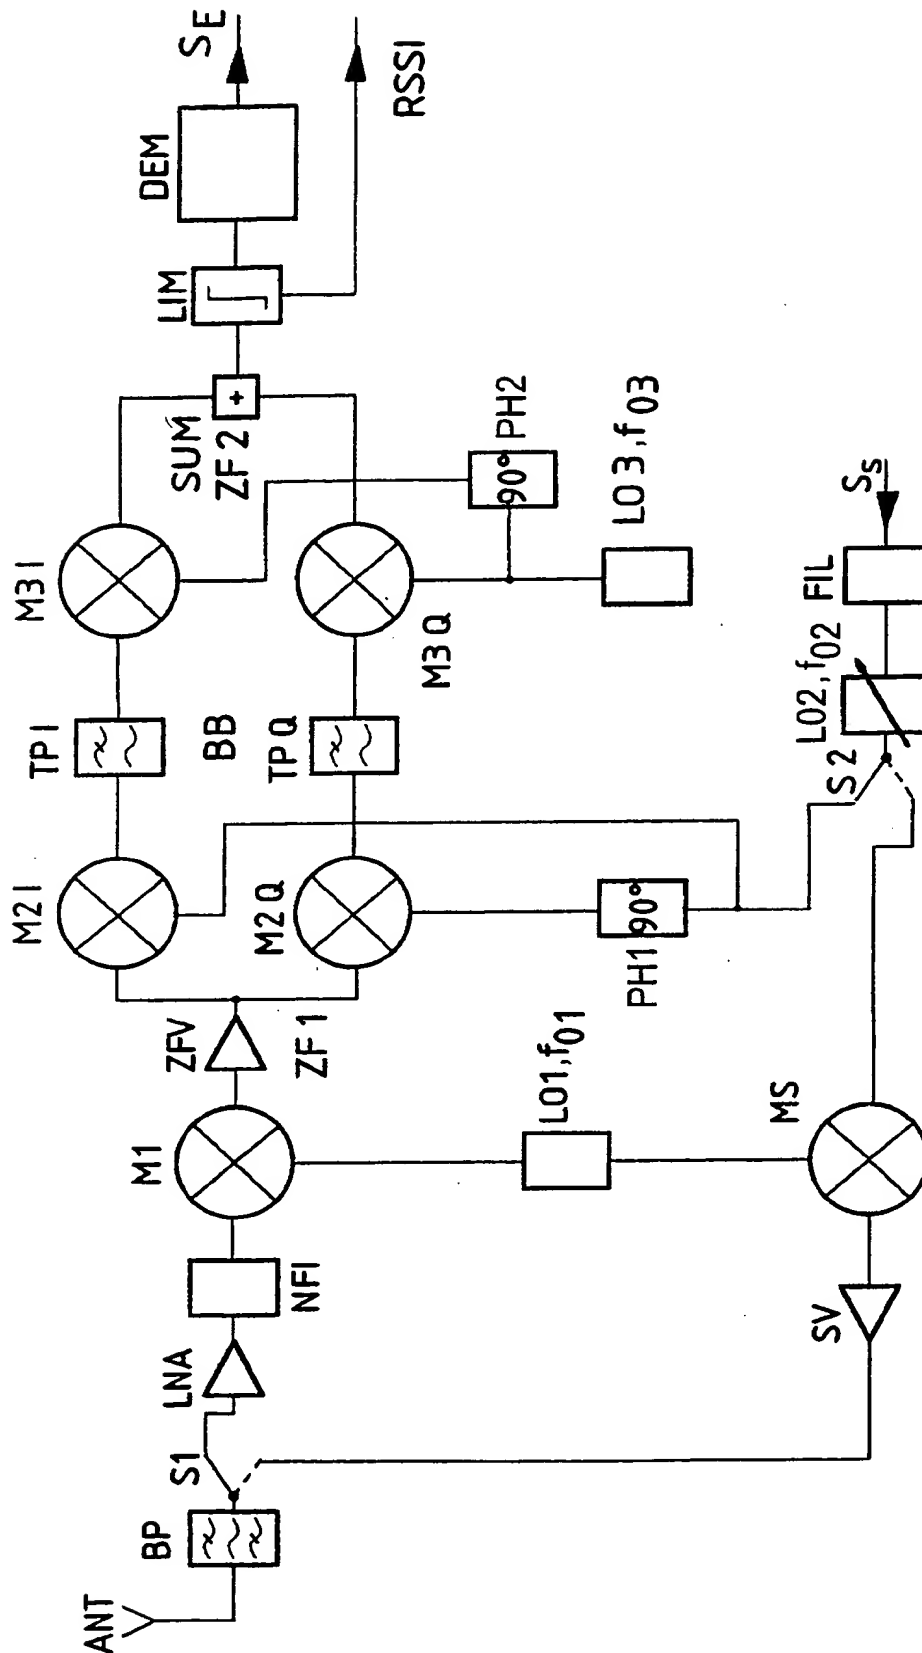 ANT
BP
S1
LNA
NFI
M1
ZFV
ZF1
M2I
M2Q
TPI
BB
TPQ
M3I
M3Q
SUM
ZF2
+
LIM
DEM
SE
RSSI
90°
PH2
LO3,f03
LO1,f01
PH1
90°
SV
MS
S2
LO2,f02
FIL
Ss